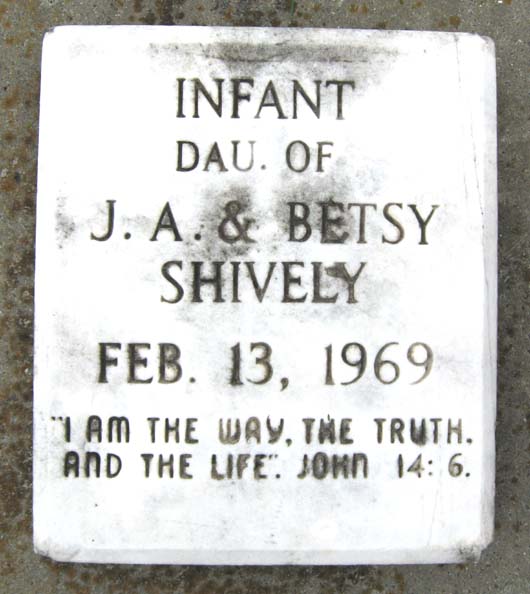 INFANT
DAU. OF
J. A. & BETSY
SHIVELY
FEB. 13, 1969
"I AM THE WAY, THE TRUTH.
AND THE LIFE". JOHN 14:6.